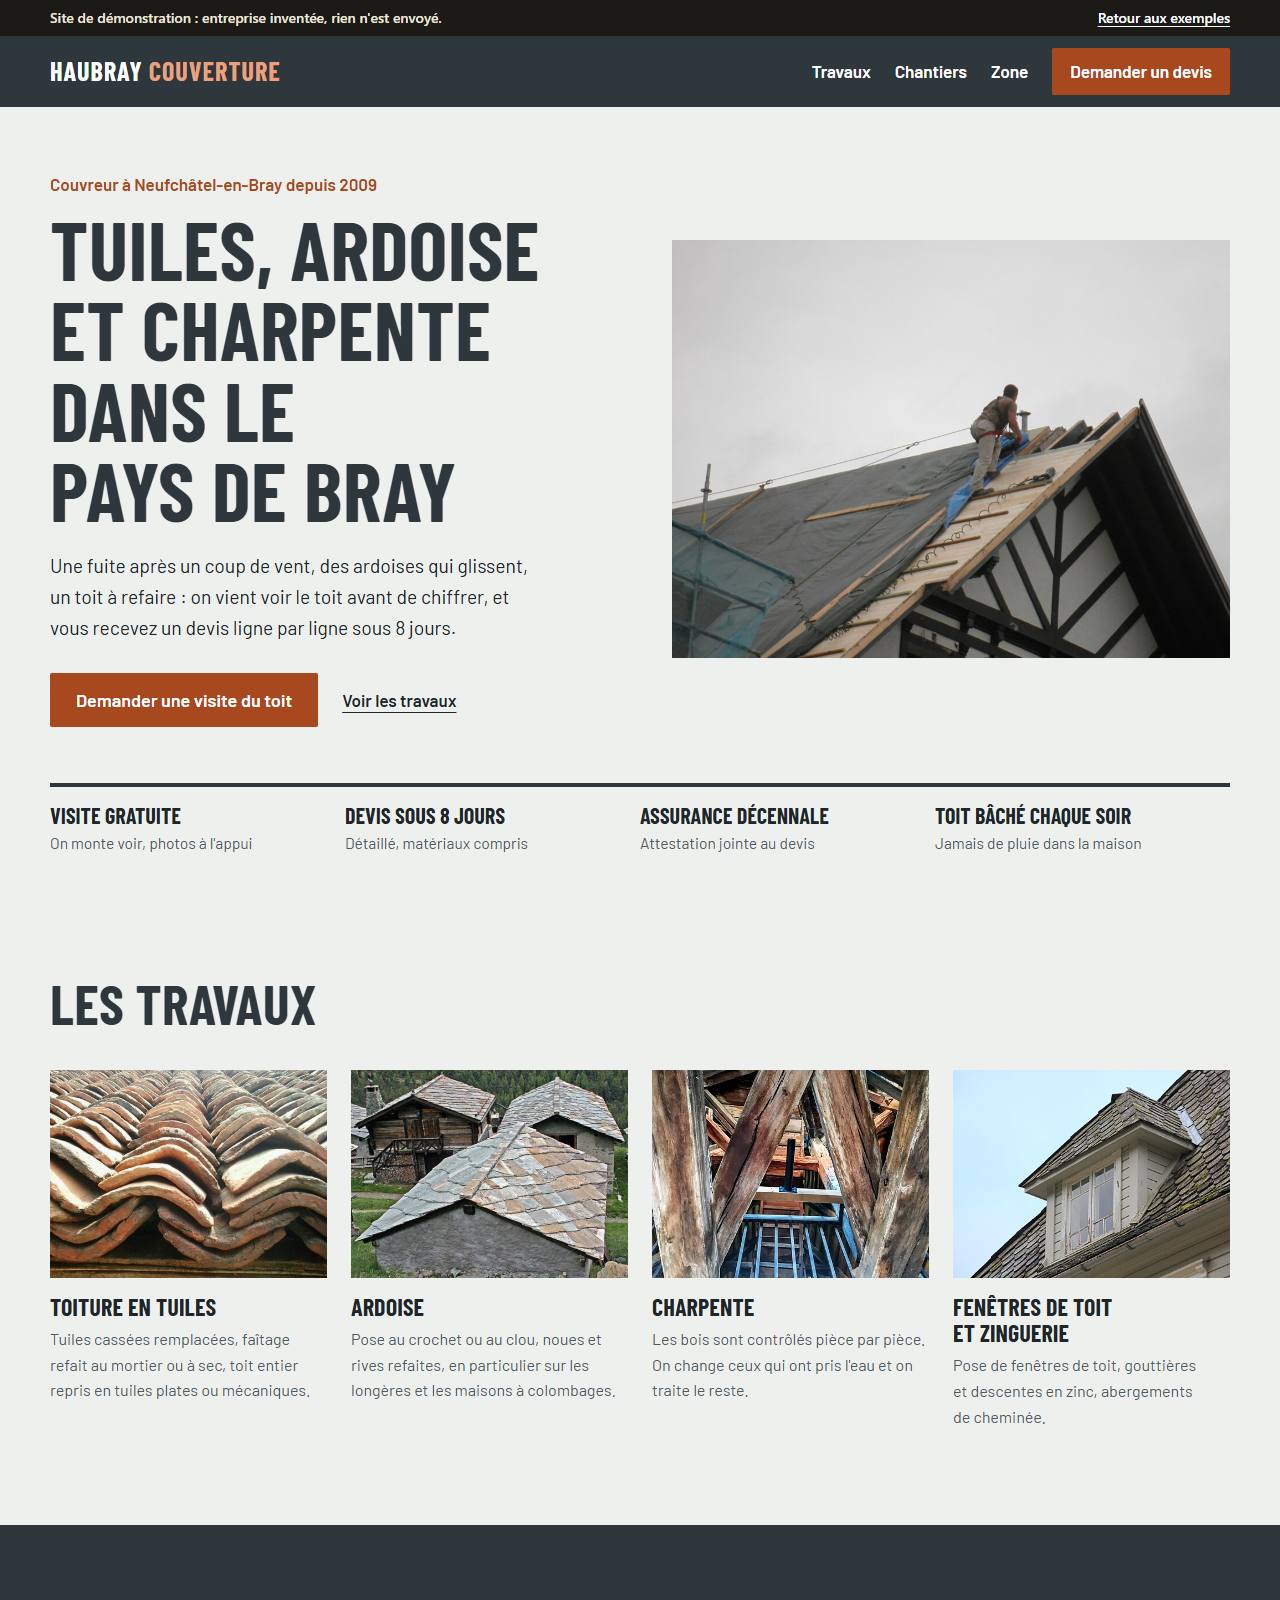 Site de démonstration : entreprise inventée, rien n'est envoyé.
Retour aux exemples
HAUBRAY COUVERTURE
Travaux
Chantiers
Zone
Demander un devis
Couvreur à Neufchâtel-en-Bray depuis 2009
TUILES, ARDOISE
ET CHARPENTE
DANS LE
PAYS DE BRAY
Une fuite après un coup de vent, des ardoises qui glissent,
un toit à refaire : on vient voir le toit avant de chiffrer, et
vous recevez un devis ligne par ligne sous 8 jours.
Demander une visite du toit
Voir les travaux
VISITE GRATUITE
On monte voir, photos à l'appui
DEVIS SOUS 8 JOURS
Détaillé, matériaux compris
ASSURANCE DÉCENNALE
Attestation jointe au devis
TOIT BÂCHÉ CHAQUE SOIR
Jamais de pluie dans la maison
LES TRAVAUX
TOITURE EN TUILES
Tuiles cassées remplacées, faîtage
refait au mortier ou à sec, toit entier
repris en tuiles plates ou mécaniques.
ARDOISE
Pose au crochet ou au clou, noues et
rives refaites, en particulier sur les
longères et les maisons à colombages.
CHARPENTE
Les bois sont contrôlés pièce par pièce.
On change ceux qui ont pris l'eau et on
traite le reste.
FENÊTRES DE TOIT
ET ZINGUERIE
Pose de fenêtres de toit, gouttières
et descentes en zinc, abergements
de cheminée.